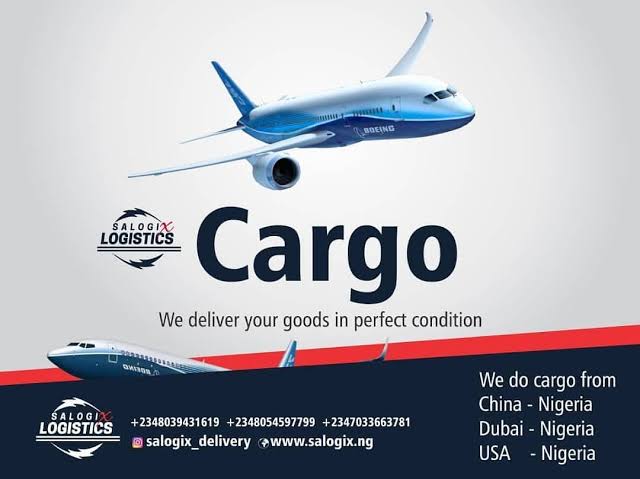 BOEING
SALOGIX
LOGISTICS
Cargo
We deliver your goods in perfect condition
BOEING
We do cargo from
China - Nigeria
Dubai - Nigeria
USA - Nigeria
SALOGIX
LOGISTICS
+2348039431619 +2348054597799 +2347033663781
salogix_delivery www.salogix.ng